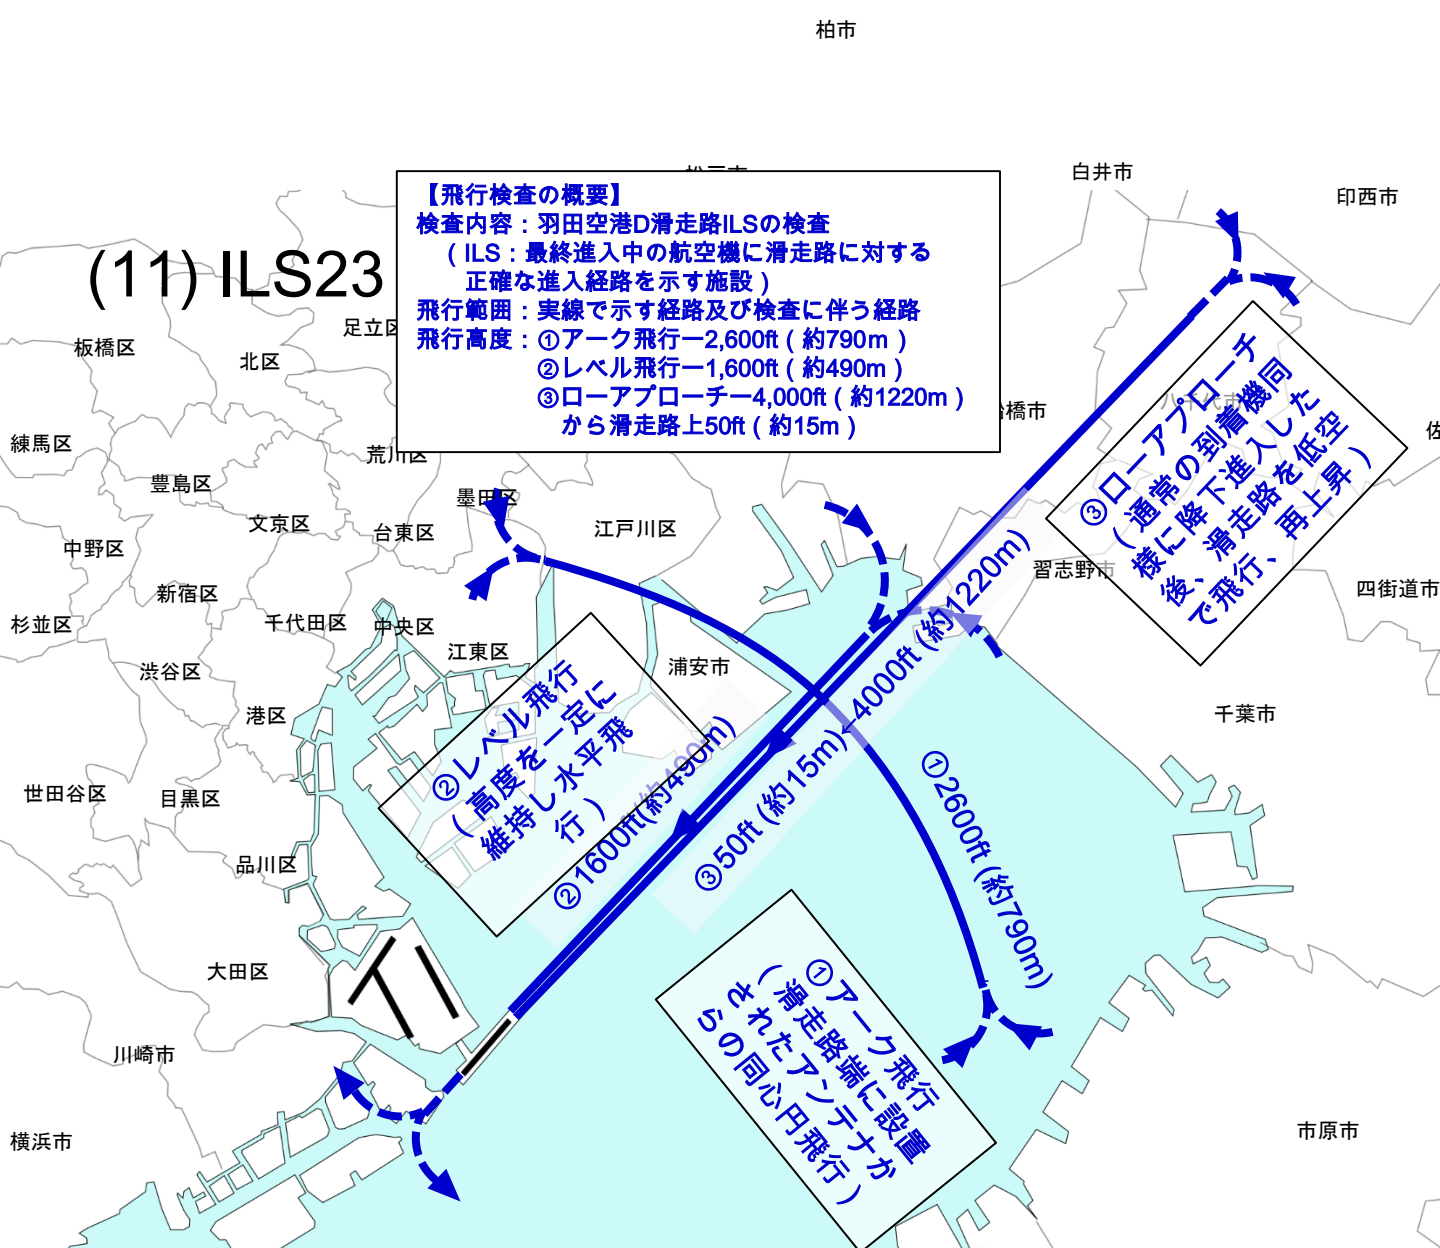 柏市
白井市
印西市
【飛行検査の概要】
検査内容：羽田空港D滑走路ILSの検査
（ILS：最終進入中の航空機に滑走路に対する
正確な進入経路を示す施設）
飛行範囲：実線で示す経路及び検査に伴う経路
飛行高度：①アーク飛行ー2,600ft（約790m）
②レベル飛行ー1,600ft（約490m）
③ローアプローチー4,000ft（約1220m）
から滑走路上50ft（約15m）
(11) ILS23
足立区
板橋区
北区
橋市
八千代市
③ローアプローチ
（通常の到着機同
様に降下進入した
後、滑走路を低空
で飛行、再上昇）
練馬区
荒川区
豊島区
墨田区
文京区
台東区
江戸川区
中野区
習志野市
四街道市
新宿区
杉並区
千代田区
中央区
江東区
渋谷区
浦安市
港区
千葉市
②レベル飛行
（高度を一定に
維持し水平飛
行）
②1600ft(約490m)
③50ft (約15m)←4000ft (約1220m)
①2600ft (約790m)
世田谷区
目黒区
品川区
大田区
①アーク飛行
（滑走路端に設置
されたアンテナか
らの同心円飛行）
川崎市
横浜市
市原市